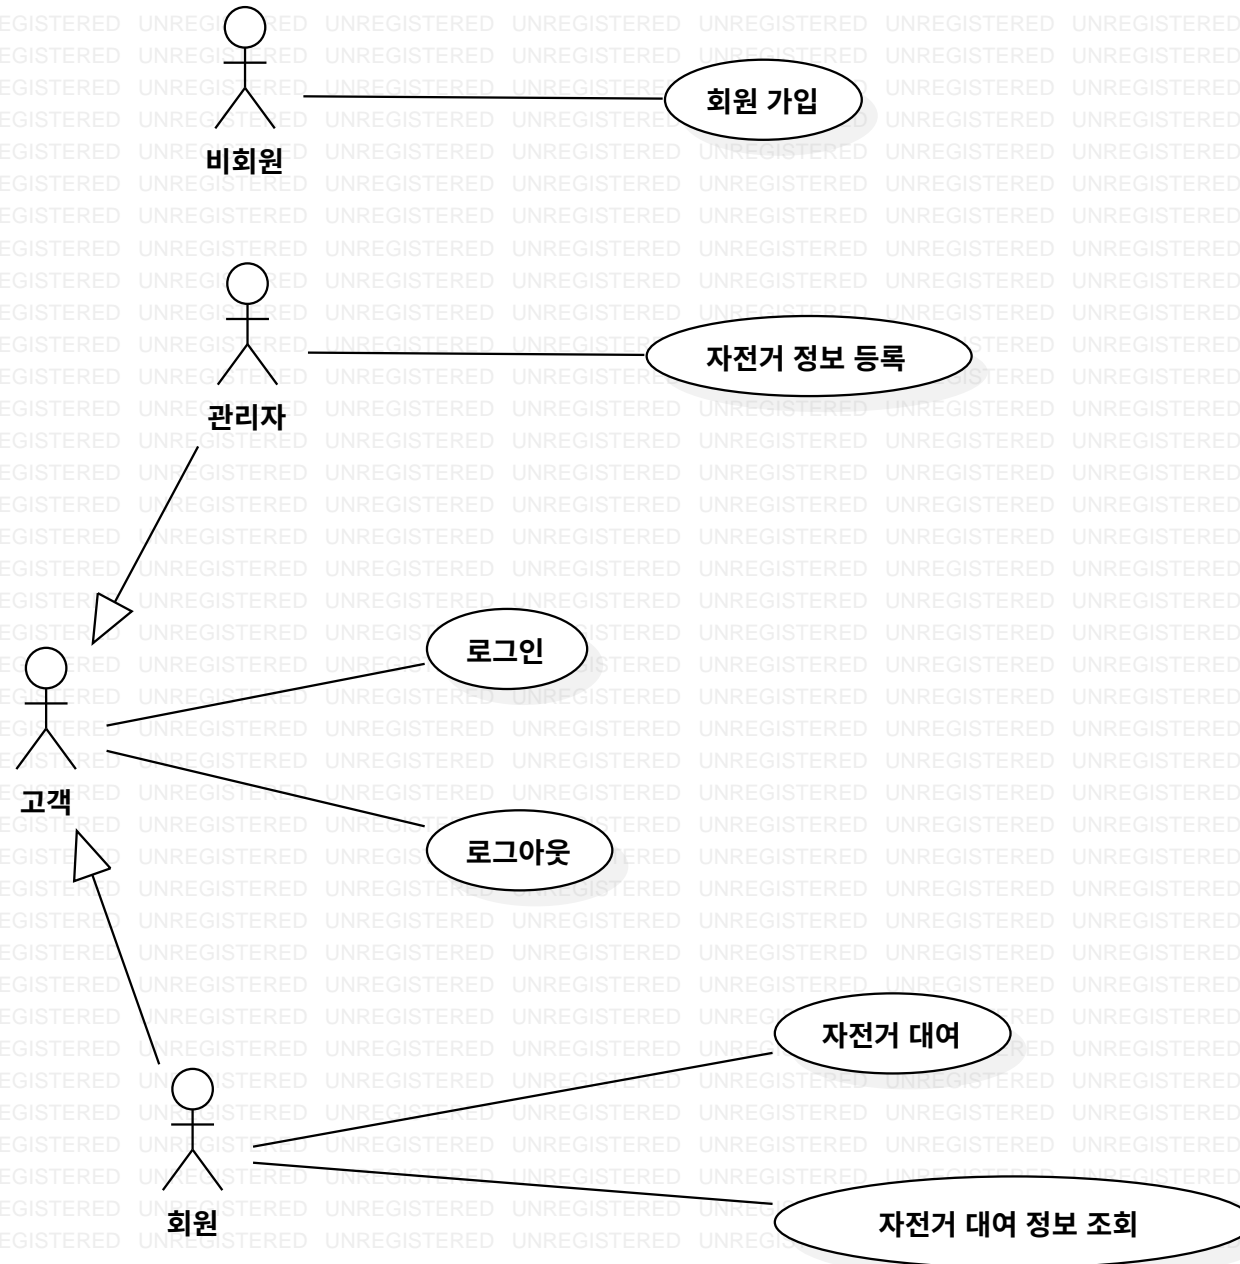 회원 가입
비회원
자전거 정보 등록
관리자
로그인
고객
로그아웃
자전거 대여
회원
자전거 대여 정보 조회